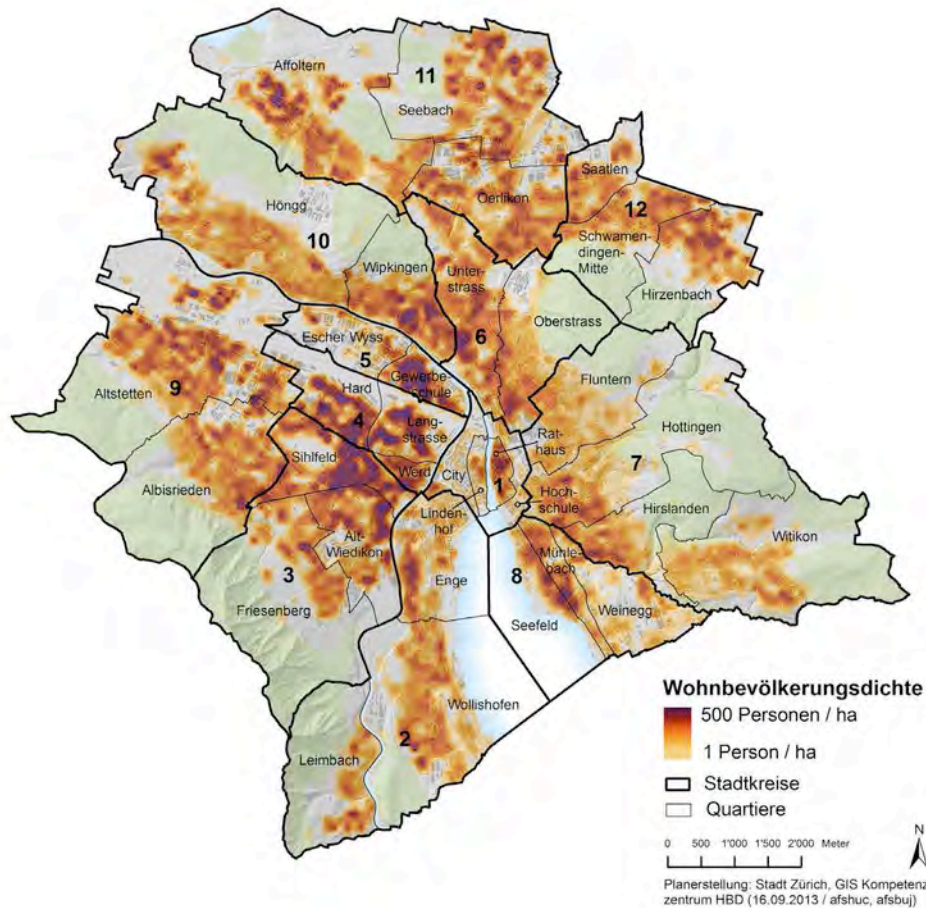 Affoltern
11
Seebach
Saatlen
Oerlikon
12
Höngg
10
Schwamen-
dingen-
Mitte
Wipkingen
Unter-
strass
Hirzenbach
Oberstrass
6
Escher Wyss
5
Fluntern
Gewerbe-
schule
Hard
9
Altstetten
Hottingen
4
Lang-
strasse
Rat-
haus
Sihlfeld
7
Werd
City
1
Albisrieden
Hoch-
schule
Hirslanden
Linden-
hof
Witikon
Alt-
Wiedikon
Mühle-
bach
3
8
Enge
Friesenberg
Weinegg
Seefeld
Wollishofen
2
Leimbach
Wohnbevölkerungsdichte
500 Personen / ha
1 Person / ha
Stadtkreise
Quartiere
0 500 1'000 1'500 2'000 Meter
N
Planerstellung: Stadt Zürich, GIS Kompetenz
zentrum HBD (16.09.2013 / afshuc, afsbuj)